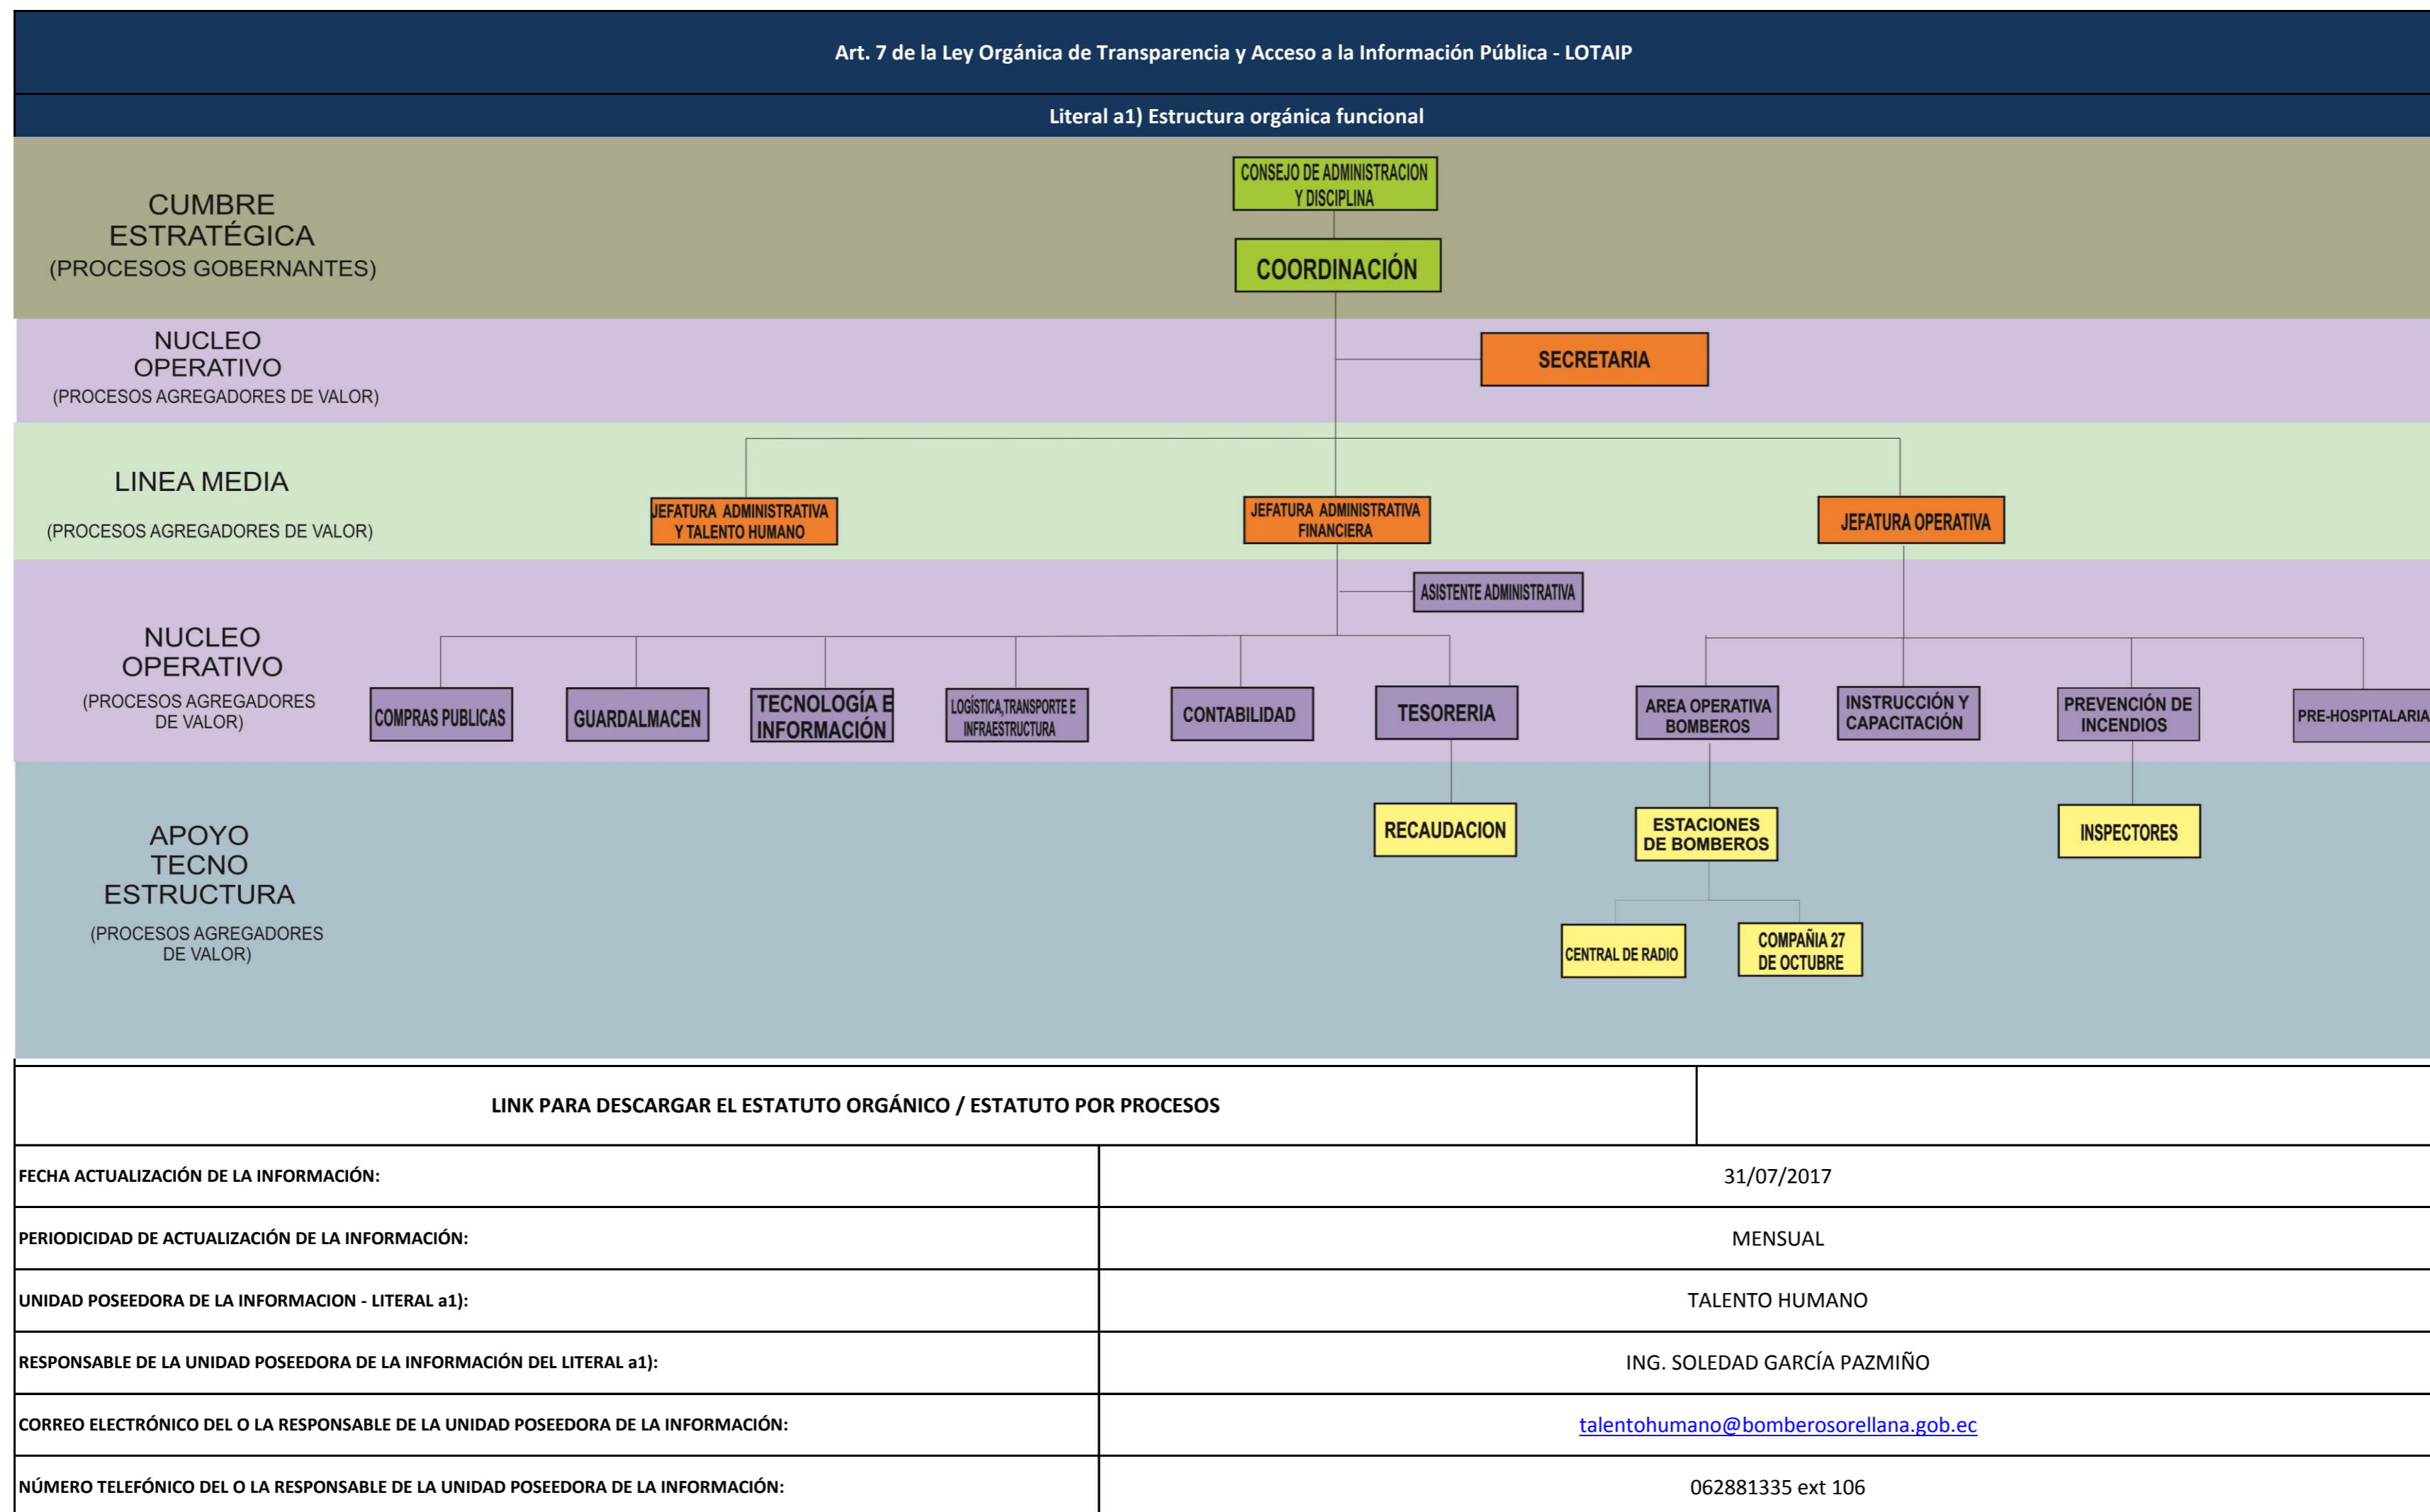 Art. 7 de la Ley Orgánica de Transparencia y Acceso a la Información Pública - LOTAIP
Literal a1) Estructura orgánica funcional
CUMBRE
ESTRATÉGICA
(PROCESOS GOBERNANTES)
CONSEJO DE ADMINISTRACION
Y DISCIPLINA
COORDINACIÓN
NUCLEO
OPERATIVO
(PROCESOS AGREGADORES DE VALOR)
SECRETARIA
LINEA MEDIA
(PROCESOS AGREGADORES DE VALOR)
JEFATURA ADMINISTRATIVA
Y TALENTO HUMANO
JEFATURA ADMINISTRATIVA
FINANCIERA
JEFATURA OPERATIVA
NUCLEO
OPERATIVO
(PROCESOS AGREGADORES
DE VALOR)
ASISTENTE ADMINISTRATIVA
COMPRAS PUBLICAS
GUARDALMACEN
TECNOLOGÍA E
INFORMACIÓN
LOGÍSTICA,TRANSPORTE E
INFRAESTRUCTURA
CONTABILIDAD
TESORERIA
AREA OPERATIVA
BOMBEROS
INSTRUCCIÓN Y
CAPACITACIÓN
PREVENCIÓN DE
INCENDIOS
PRE-HOSPITALARIA
APOYO
TECNO
ESTRUCTURA
(PROCESOS AGREGADORES
DE VALOR)
RECAUDACION
ESTACIONES
DE BOMBEROS
INSPECTORES
CENTRAL DE RADIO
COMPAÑIA 27
DE OCTUBRE
LINK PARA DESCARGAR EL ESTATUTO ORGÁNICO / ESTATUTO POR PROCESOS
FECHA ACTUALIZACIÓN DE LA INFORMACIÓN:
31/07/2017
PERIODICIDAD DE ACTUALIZACIÓN DE LA INFORMACIÓN:
MENSUAL
UNIDAD POSEEDORA DE LA INFORMACION - LITERAL a1):
TALENTO HUMANO
RESPONSABLE DE LA UNIDAD POSEEDORA DE LA INFORMACIÓN DEL LITERAL a1):
ING. SOLEDAD GARCÍA PAZMIÑO
CORREO ELECTRÓNICO DEL O LA RESPONSABLE DE LA UNIDAD POSEEDORA DE LA INFORMACIÓN:
talentohumano@bomberosorellana.gob.ec
NÚMERO TELEFÓNICO DEL O LA RESPONSABLE DE LA UNIDAD POSEEDORA DE LA INFORMACIÓN:
062881335 ext 106